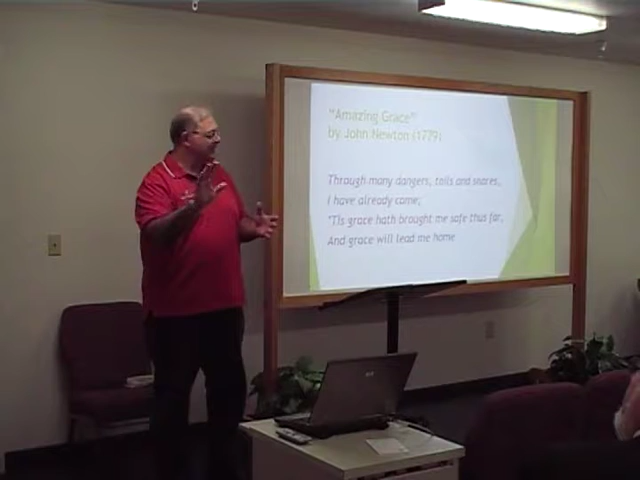 "Amazing Grace"
by John Newton (1779)
Through many dangers, toils and snares,
I have already come;
'Tis grace hath brought me safe thus far,
And grace will lead me home